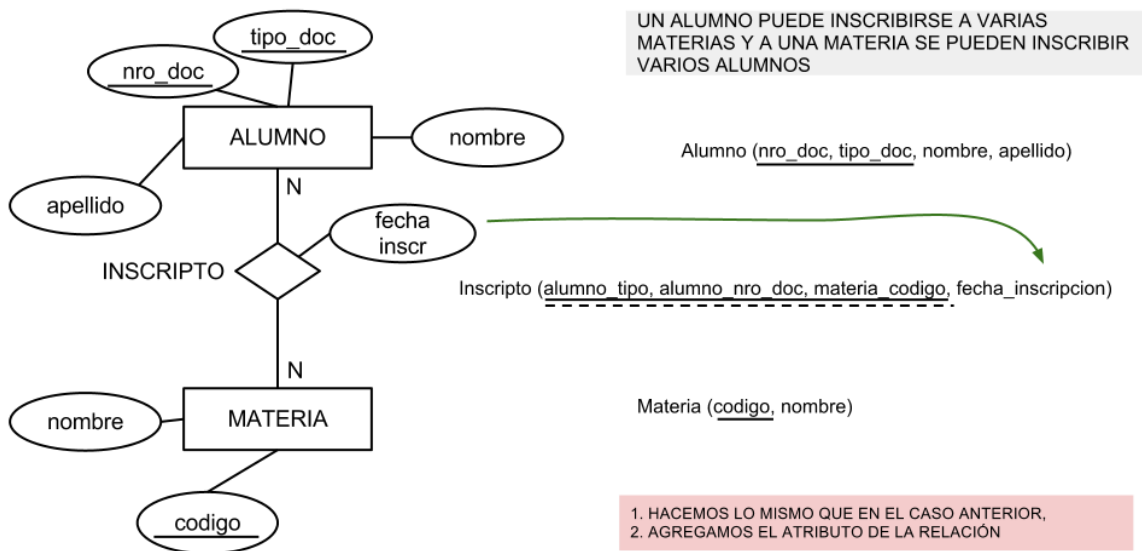 tipo_doc
nro_doc
ALUMNO
nombre
apellido
N
fecha
inscr
INSCRIPTO
N
nombre
MATERIA
codigo
UN ALUMNO PUEDE INSCRIBIRSE A VARIAS
MATERIAS Y A UNA MATERIA SE PUEDEN INSCRIBIR
VARIOS ALUMNOS
Alumno (nro_doc, tipo_doc, nombre, apellido)
Inscripto (alumno_tipo, alumno_nro_doc, materia_codigo, fecha_inscripcion)
Materia (codigo, nombre)
1. HACEMOS LO MISMO QUE EN EL CASO ANTERIOR,
2. AGREGAMOS EL ATRIBUTO DE LA RELACIÓN